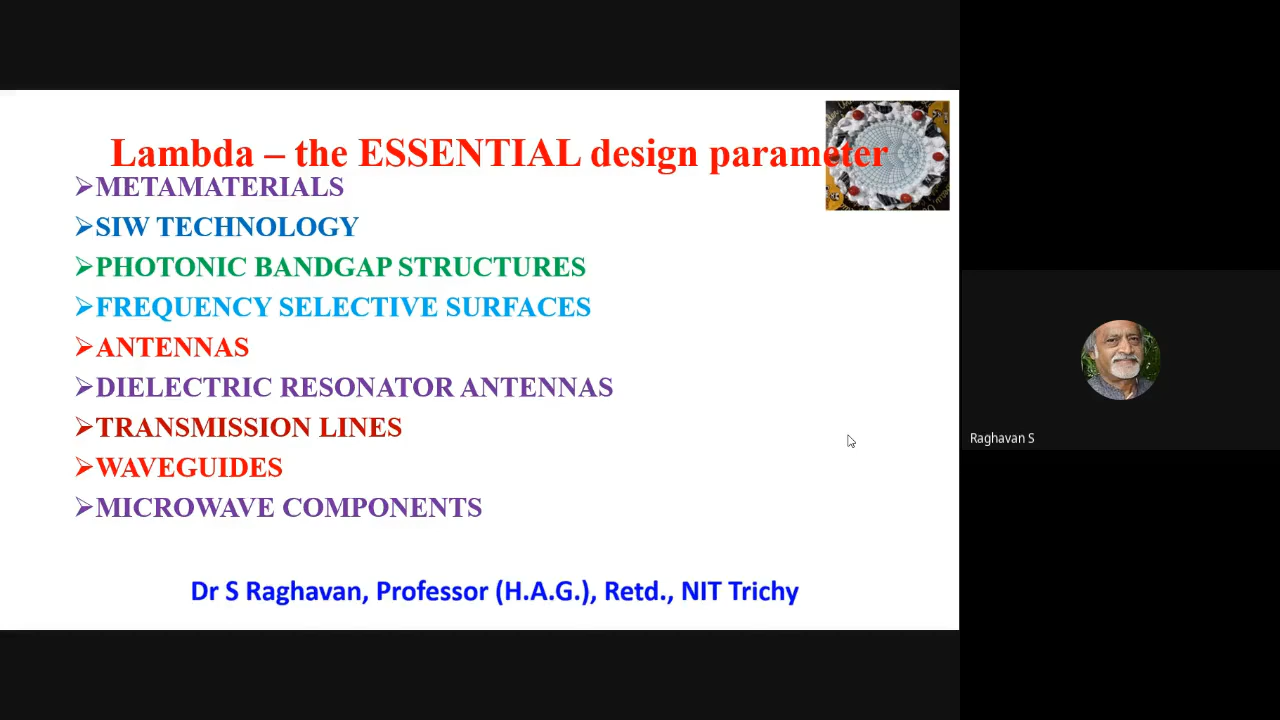 Lambda – the ESSENTIAL design parameter
➢METAMATERIALS
➢SIW TECHNOLOGY
➢PHOTONIC BANDGAP STRUCTURES
➢FREQUENCY SELECTIVE SURFACES
➢ANTENNAS
➢DIELECTRIC RESONATOR ANTENNAS
➢TRANSMISSION LINES
➢WAVEGUIDES
➢MICROWAVE COMPONENTS
Dr S Raghavan, Professor (H.A.G.), Retd., NIT Trichy
Raghavan S